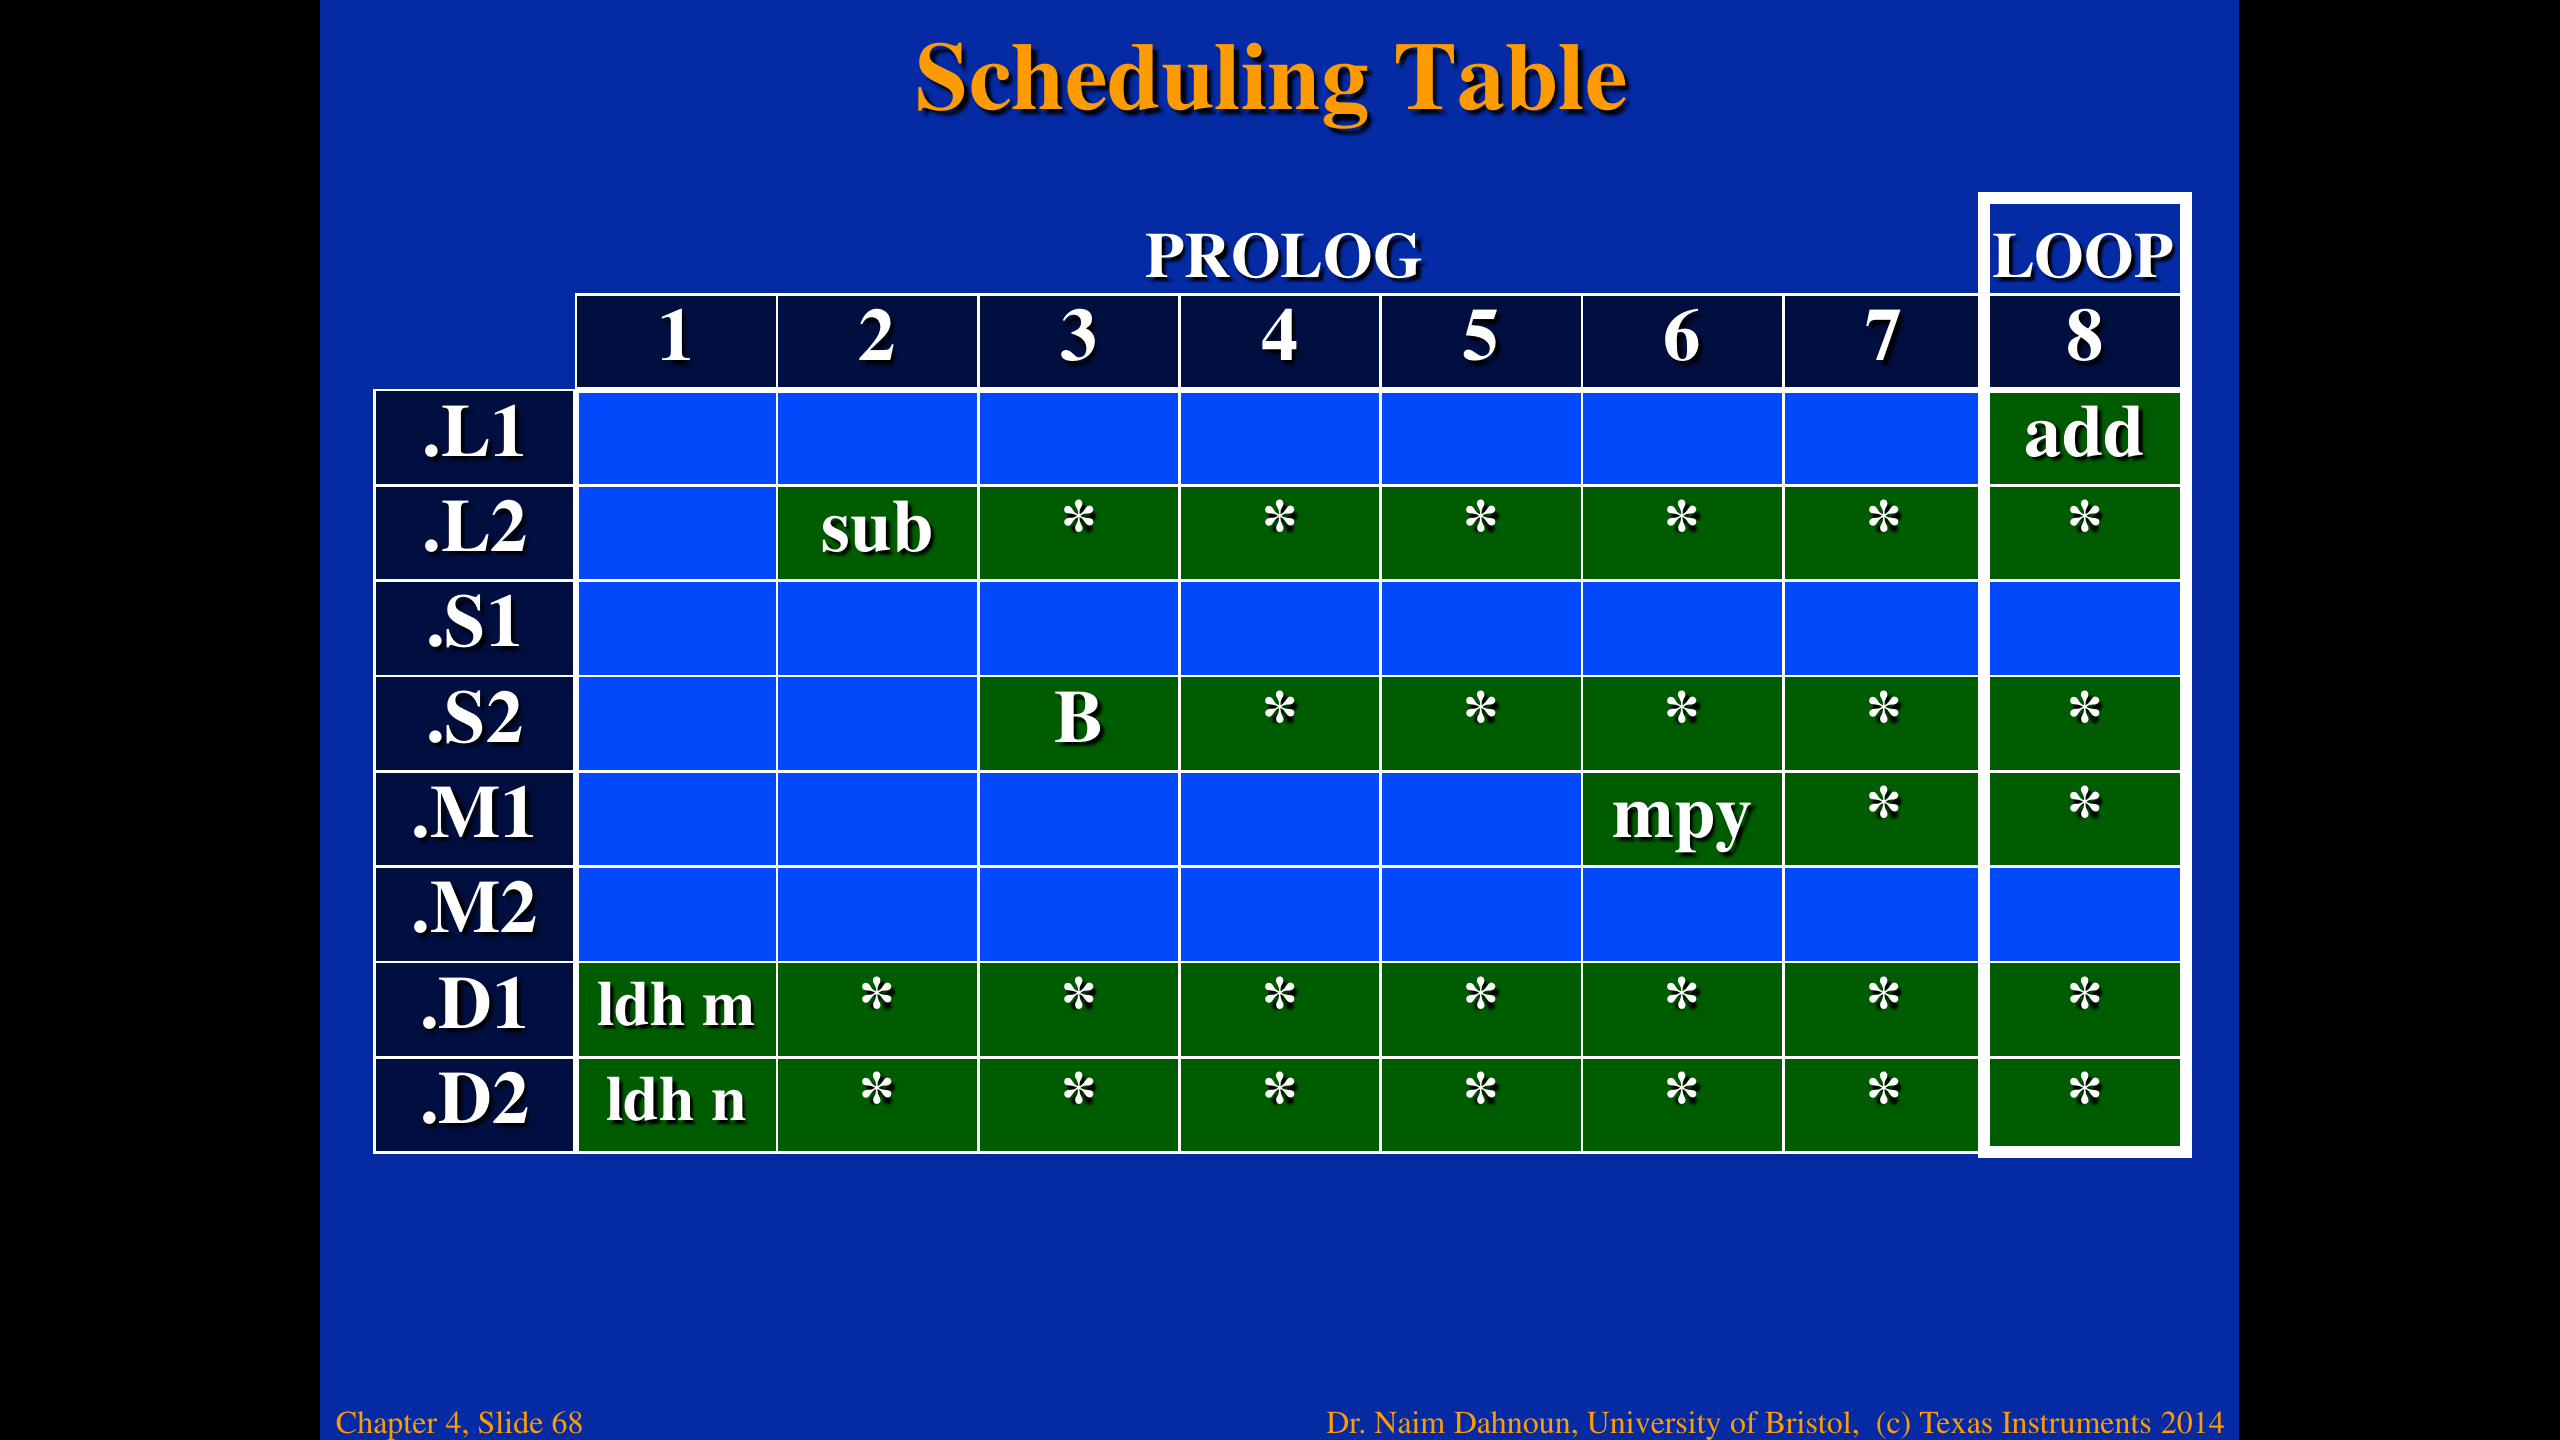 Scheduling Table
PROLOG LOOP
1 2 3 4 5 6 7 8
.L1 add
.L2 sub * * * * * *
.S1
.S2 B * * * * *
.M1 mpy * *
.M2
.D1 ldh m * * * * * * *
.D2 ldh n * * * * * * *
Chapter 4, Slide 68 Dr. Naim Dahnoun, University of Bristol, (c) Texas Instruments 2014